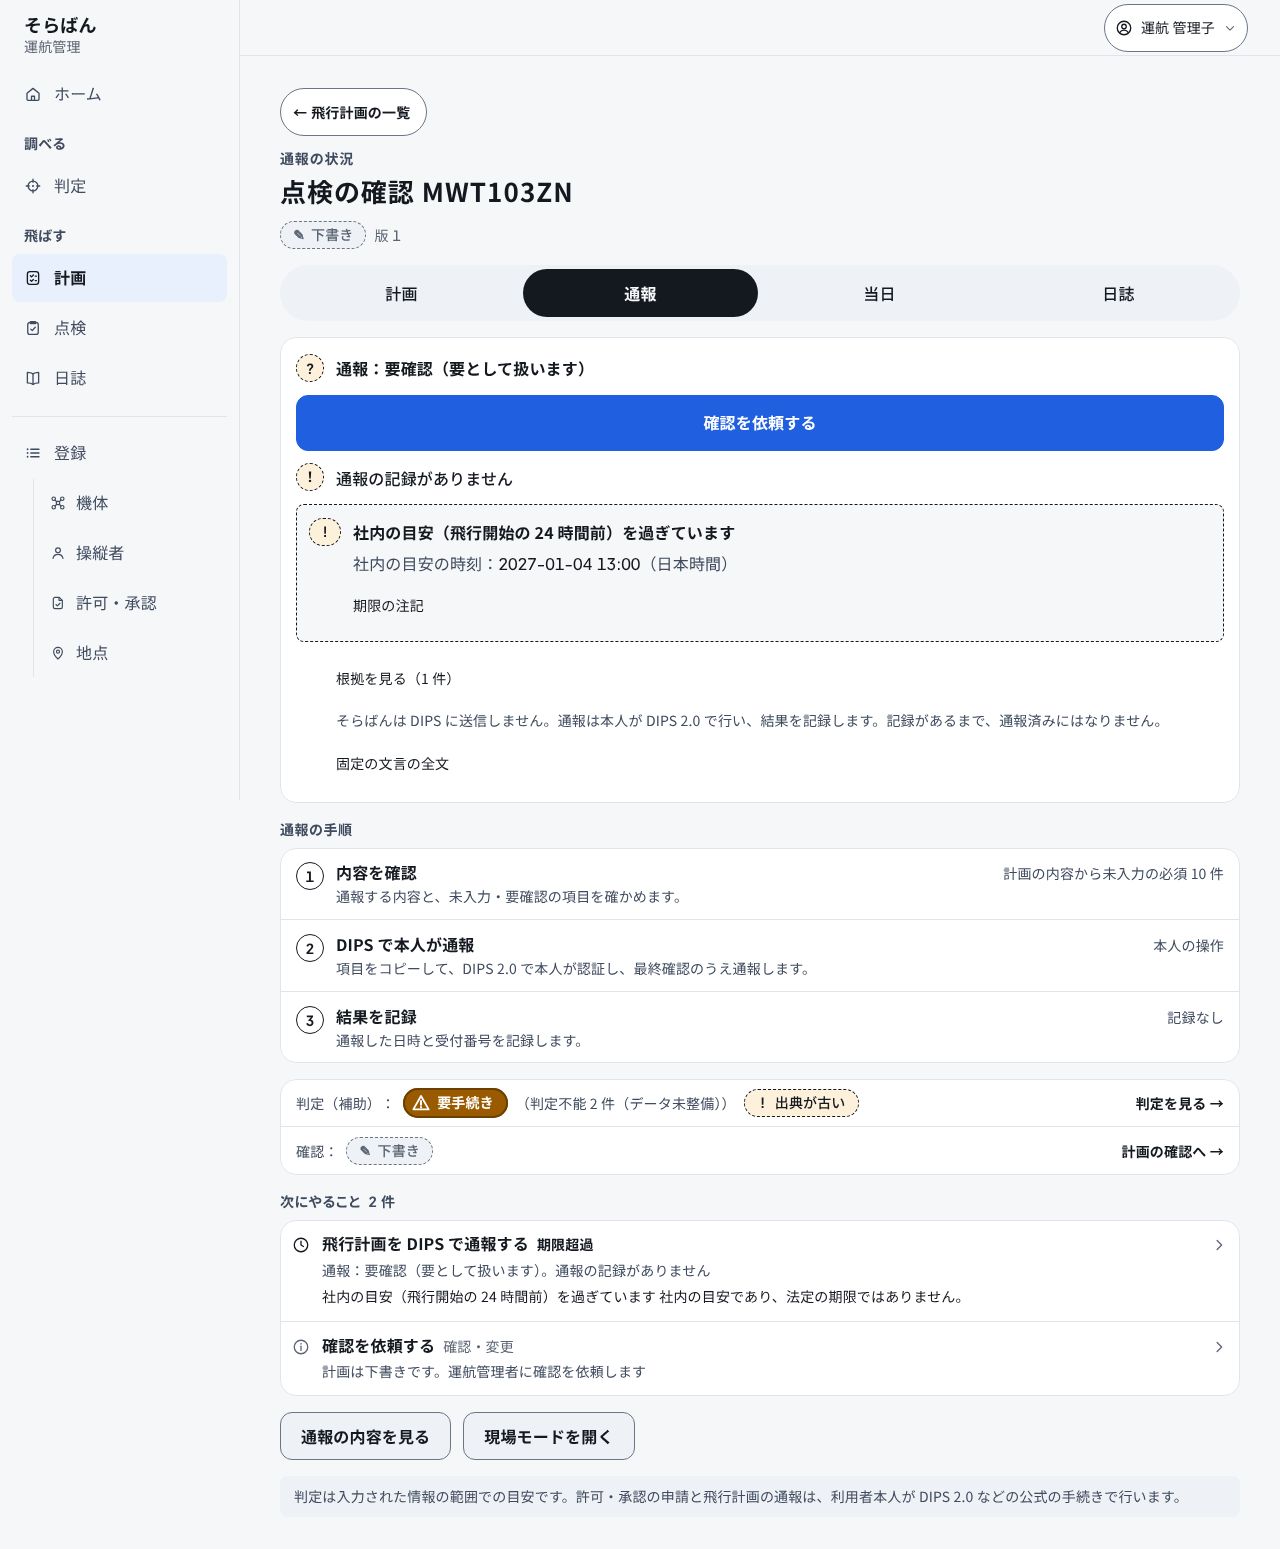 そらばん
運航管理
運航 管理子
ホーム
調べる
判定
飛ばす
計画
点検
日誌
登録
機体
操縦者
許可・承認
地点
← 飛行計画の一覧
通報の状況
点検の確認 MWT103ZN
✎ 下書き 版 1
計画 通報 当日 日誌
? 通報：要確認（要として扱います）
確認を依頼する
! 通報の記録がありません
! 社内の目安（飛行開始の 24 時間前）を過ぎています
社内の目安の時刻：2027-01-04 13:00（日本時間）
期限の注記
根拠を見る（1 件）
そらばんは DIPS に送信しません。通報は本人が DIPS 2.0 で行い、結果を記録します。記録があるまで、通報済みにはなりません。
固定の文言の全文
通報の手順
1 内容を確認 計画の内容から未入力の必須 10 件
通報する内容と、未入力・要確認の項目を確かめます。
2 DIPS で本人が通報 本人の操作
項目をコピーして、DIPS 2.0 で本人が認証し、最終確認のうえ通報します。
3 結果を記録 記録なし
通報した日時と受付番号を記録します。
判定（補助）： ⚠ 要手続き （判定不能 2 件（データ未整備）） ! 出典が古い 判定を見る →
確認： ✎ 下書き 計画の確認へ →
次にやること 2 件
飛行計画を DIPS で通報する 期限超過
通報：要確認（要として扱います）。通報の記録がありません
社内の目安（飛行開始の 24 時間前）を過ぎています 社内の目安であり、法定の期限ではありません。
確認を依頼する 確認・変更
計画は下書きです。運航管理者に確認を依頼します
通報の内容を見る 現場モードを開く
判定は入力された情報の範囲での目安です。許可・承認の申請と飛行計画の通報は、利用者本人が DIPS 2.0 などの公式の手続きで行います。